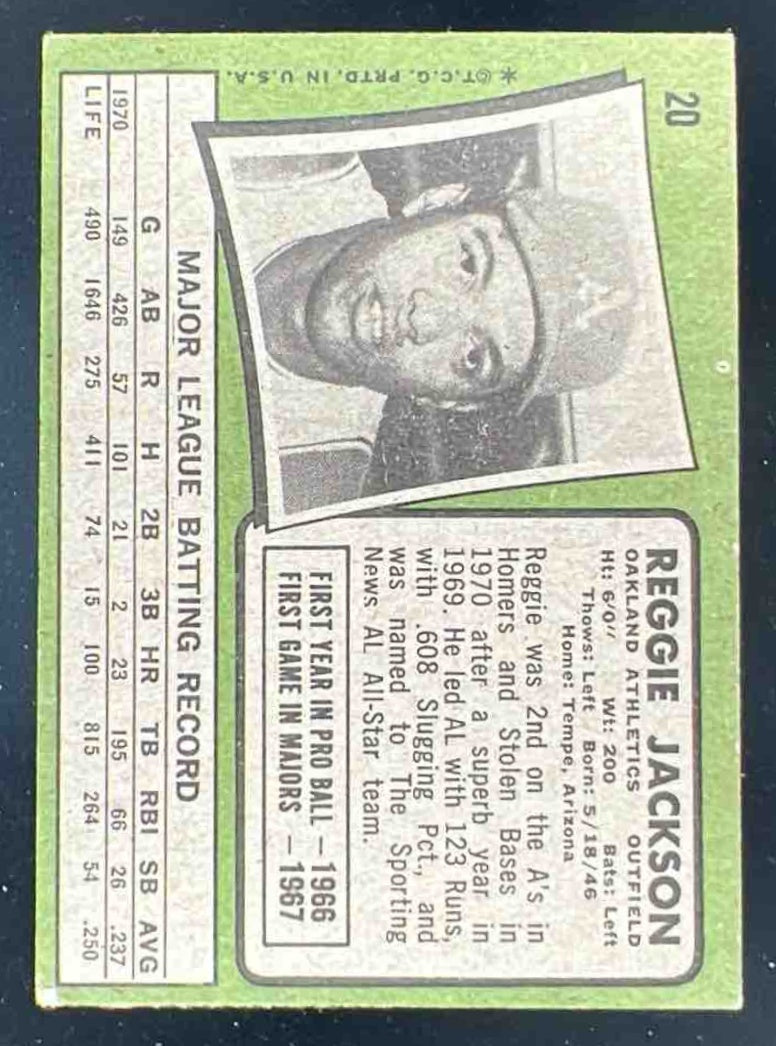 20
* ©T.C.G. PRTD. IN U.S.A.
A
REGGIE JACKSON
OAKLAND ATHLETICS OUTFIELD
Ht: 6'0" Wt: 200 Bats: Left
Thows: Left Born: 5/18/46
Home: Tempe, Arizona
Reggie was 2nd on the A's in
Homers and Stolen Bases in
1970 after a superb year in
1969. He led AL with 123 Runs,
with .608 Slugging Pct., and
was named to The Sporting
News AL All-Star team.
FIRST YEAR IN PRO BALL — 1966
FIRST GAME IN MAJORS — 1967
MAJOR LEAGUE BATTING RECORD
G AB R H 2B 3B HR TB RBI SB AVG
1970 149 426 57 101 21 2 23 195 66 26 .237
LIFE 490 1646 275 411 74 15 100 815 264 54 .250